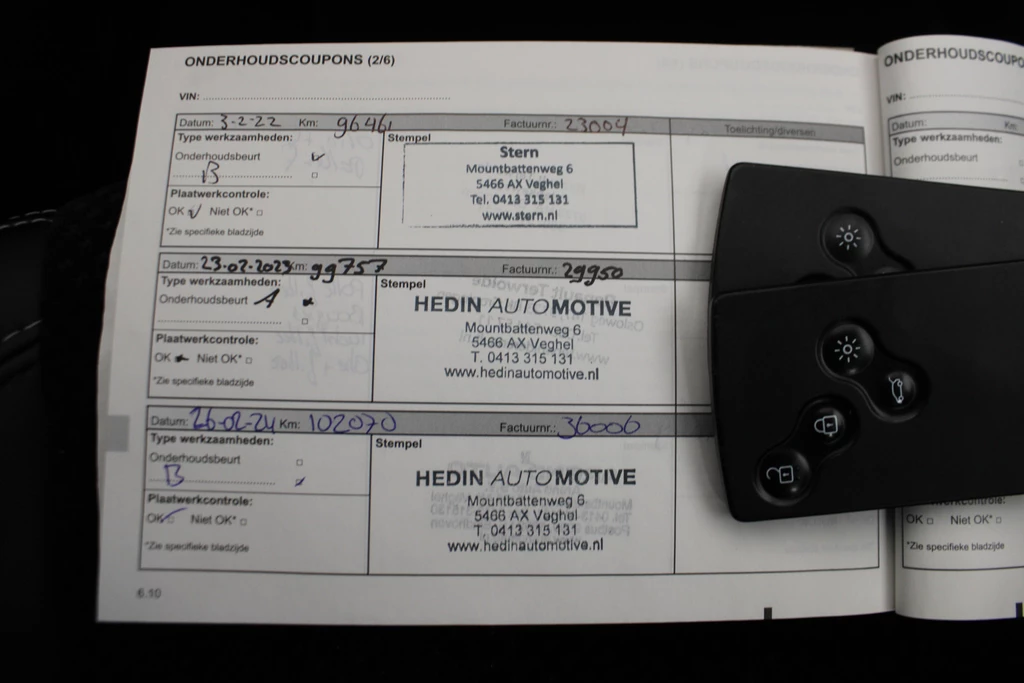 ONDERHOUDSCOUPONS (2/6)
VIN:
Datum: 3-2-22 Km: 96461 Factuurnr.: 23004 Toelichting/diversen
Type werkzaamheden: Stempel
Onderhoudsbeurt
B
Plaatwerkcontrole:
OK Niet OK*
*Zie specifieke bladzijde
Stern
Mountbattenweg 6
5466 AX Veghel
Tel. 0413 315 131
www.stern.nl
Datum: 23-02-2023 Km: 99757 Factuurnr.: 29950
Type werkzaamheden: Stempel
Onderhoudsbeurt A
Plaatwerkcontrole:
OK Niet OK*
*Zie specifieke bladzijde
HEDIN AUTOMOTIVE
Mountbattenweg 6
5466 AX Veghel
T. 0413 315 131
www.hedinautomotive.nl
Datum: 26-02-24 Km: 102070 Factuurnr.: 36000
Type werkzaamheden: Stempel
Onderhoudsbeurt
B
Plaatwerkcontrole:
OK Niet OK*
*Zie specifieke bladzijde
HEDIN AUTOMOTIVE
Mountbattenweg 6
5466 AX Veghel
T. 0413 315 131
www.hedinautomotive.nl
6.10
ONDERHOUDSCOUPO
VIN:
Datum: Km:
Type werkzaamheden:
Onderhoudsbeurt
OK Niet OK*
*Zie specifieke bladzijde